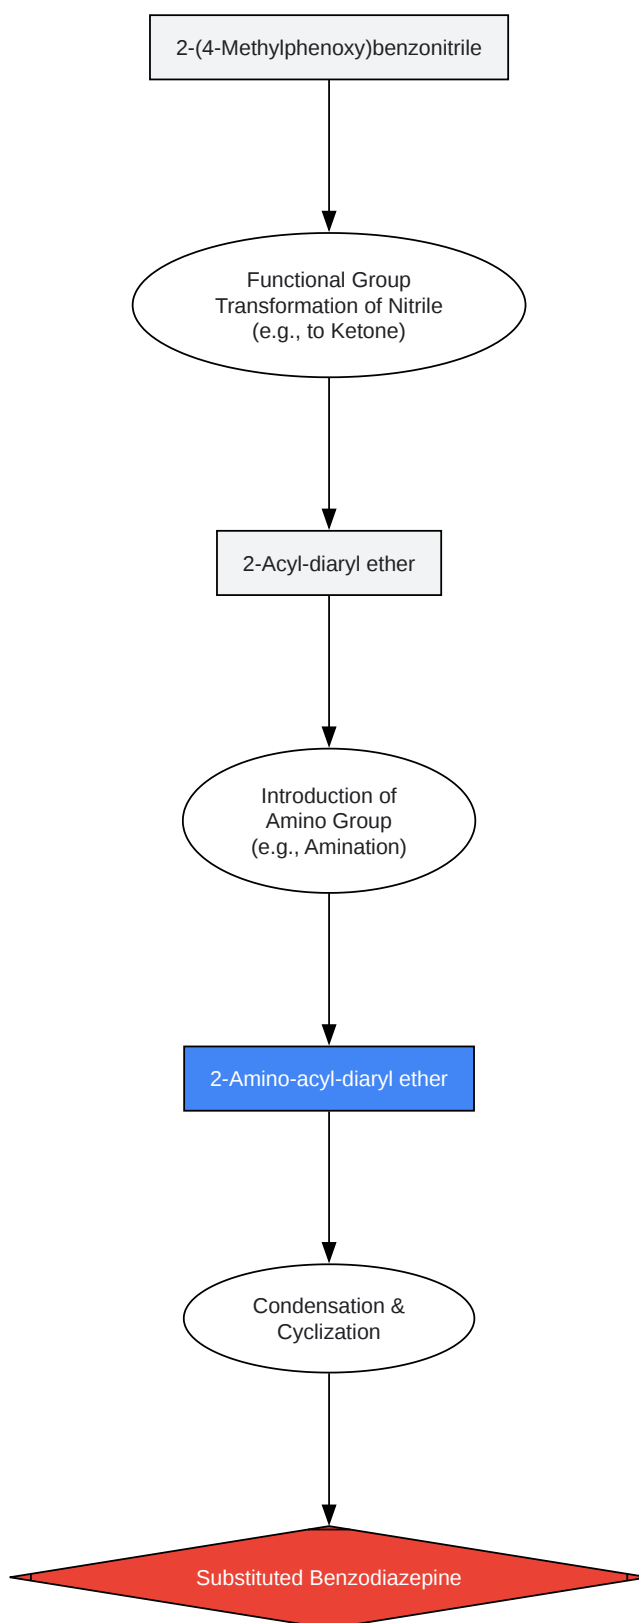 2-(4-Methylphenoxy)benzonitrile
Functional Group
Transformation of Nitrile
(e.g., to Ketone)
2-Acyl-diaryl ether
Introduction of
Amino Group
(e.g., Amination)
2-Amino-acyl-diaryl ether
Condensation &
Cyclization
Substituted Benzodiazepine